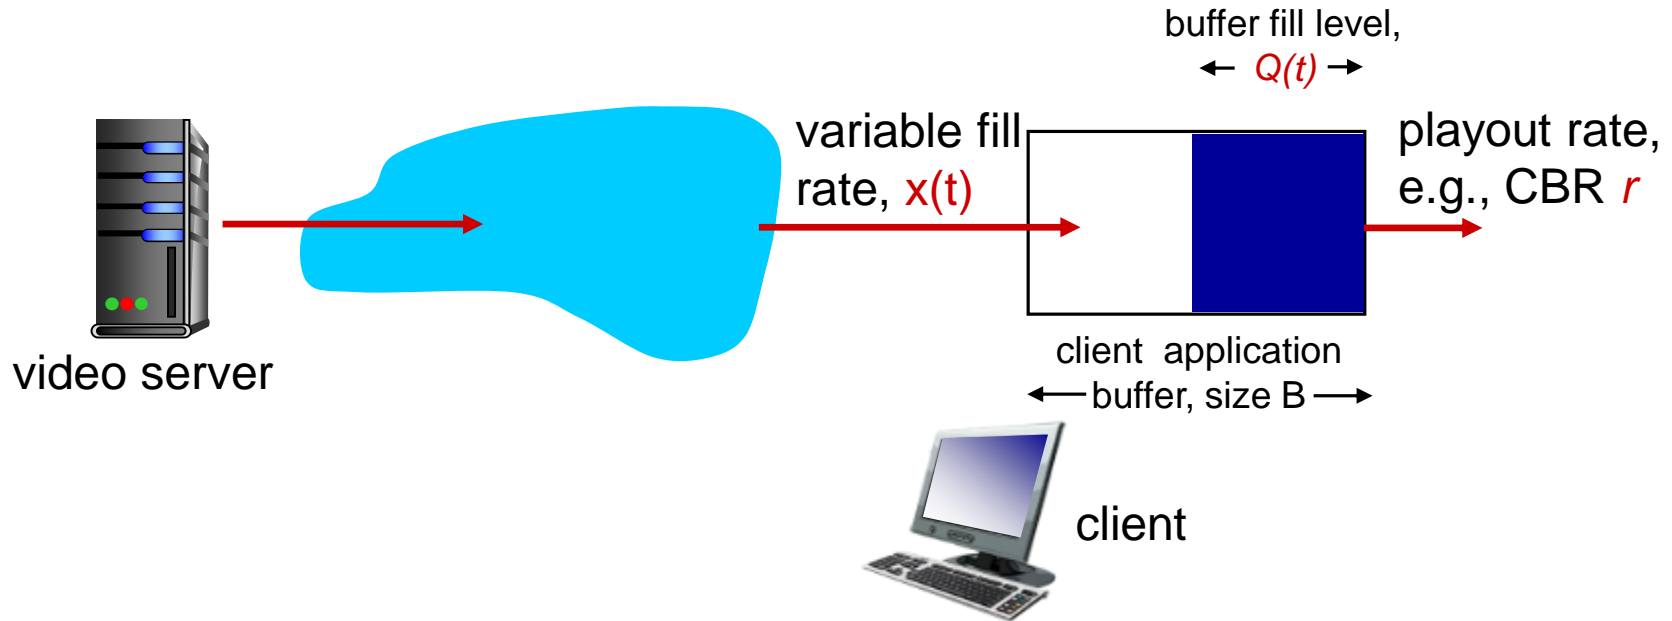 buffer fill level,
Q(t)
variable fill
rate, x(t)
playout rate,
e.g., CBR r
video server
client application
buffer, size B
client